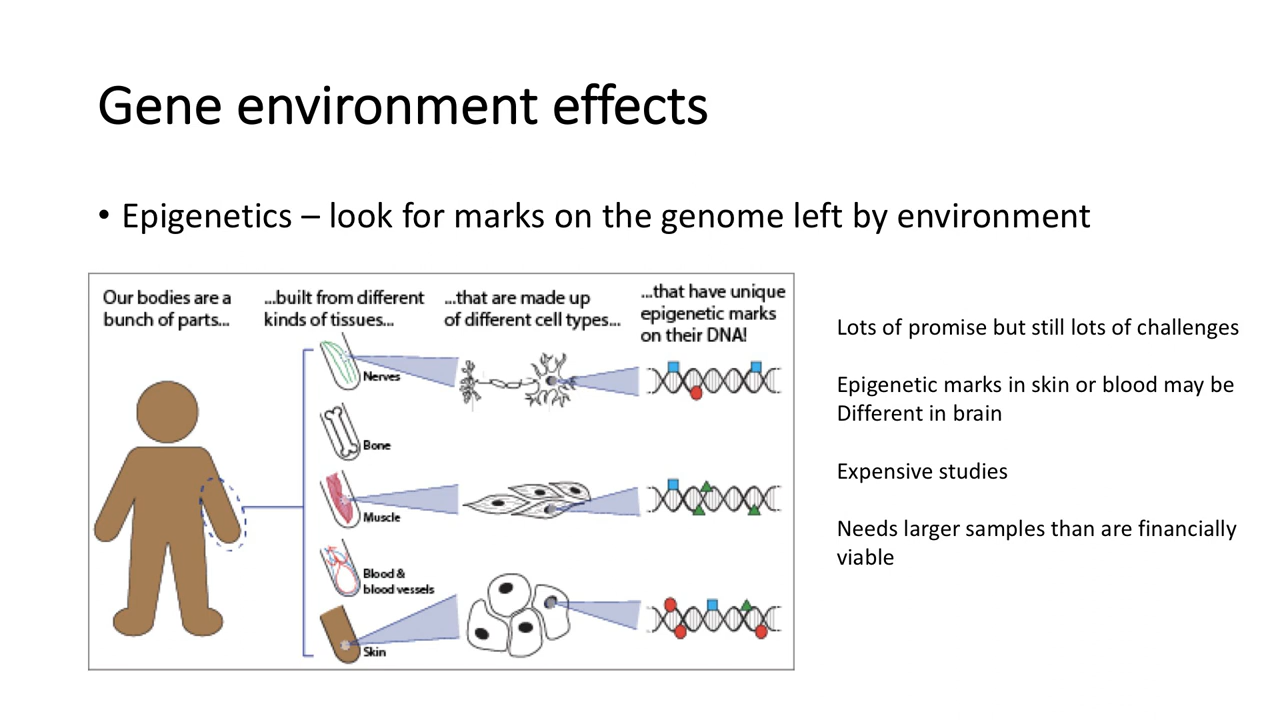 Gene environment effects
• Epigenetics – look for marks on the genome left by environment
Our bodies are a
bunch of parts...
...built from different
kinds of tissues...
...that are made up
of different cell types...
...that have unique
epigenetic marks
on their DNA!
Nerves
Bone
Muscle
Blood &
blood vessels
Skin
Lots of promise but still lots of challenges
Epigenetic marks in skin or blood may be
Different in brain
Expensive studies
Needs larger samples than are financially
viable